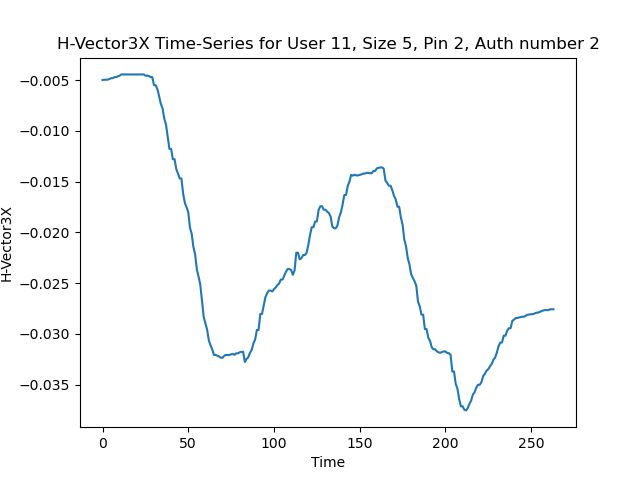 H-Vector3X Time-Series for User 11, Size 5, Pin 2, Auth number 2
−0.005
−0.010
−0.015
−0.020
−0.025
−0.030
−0.035
H-Vector3X
0 50 100 150 200 250
Time